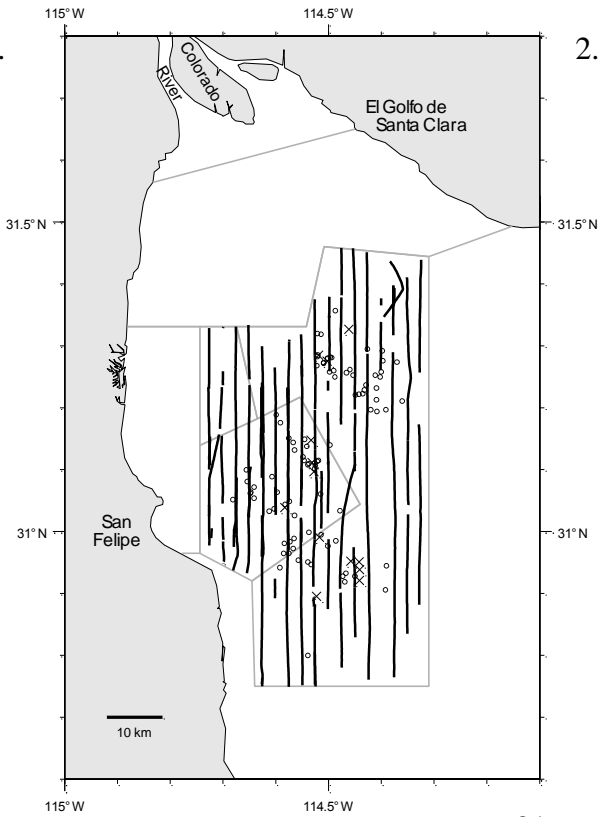 115°W 114.5°W
2.
River
Colorado
El Golfo de
Santa Clara
31.5°N 31.5°N
San
Felipe
31°N 31°N
10 km
115°W 114.5°W